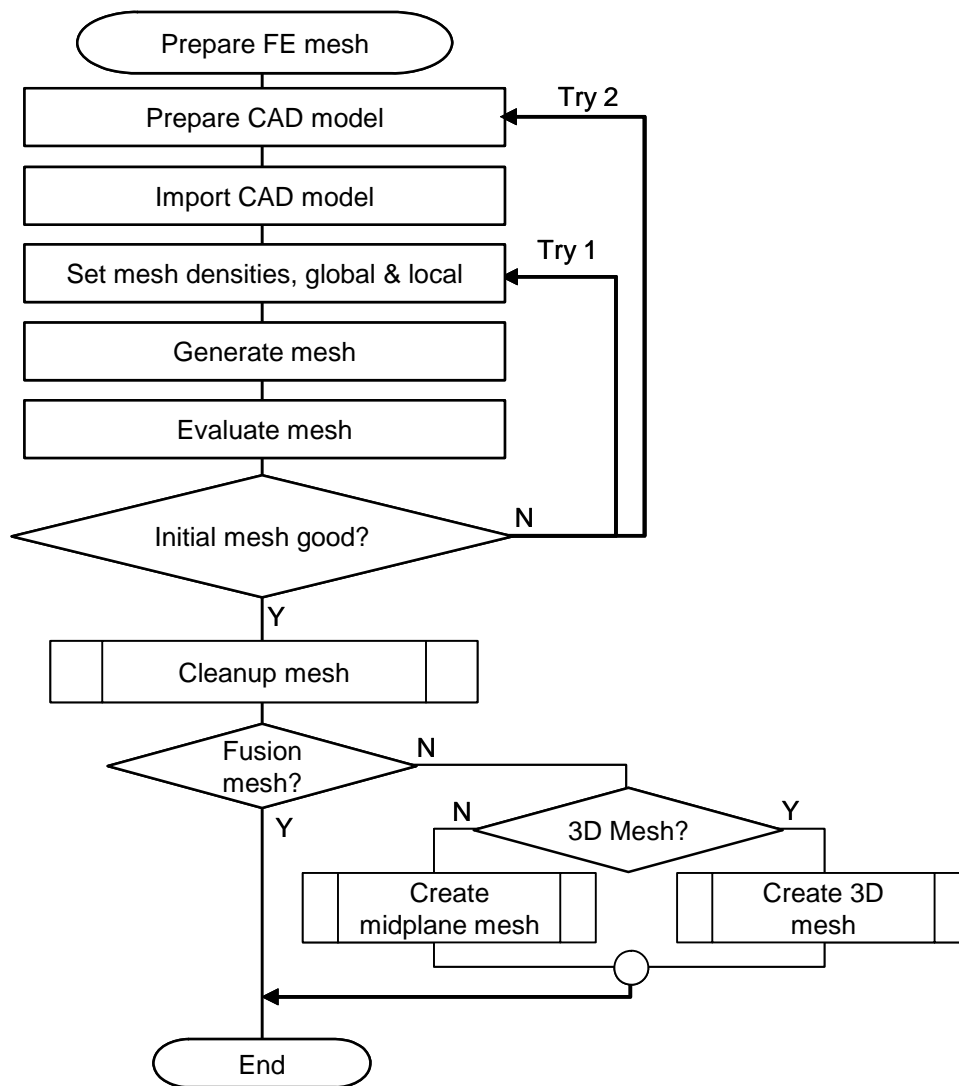 Prepare FE mesh
Try 2
Prepare CAD model
Import CAD model
Try 1
Set mesh densities, global & local
Generate mesh
Evaluate mesh
N
Initial mesh good?
Y
Cleanup mesh
Fusion
mesh?
N
Y
N
Y
3D Mesh?
Create
midplane mesh
Create 3D
mesh
End